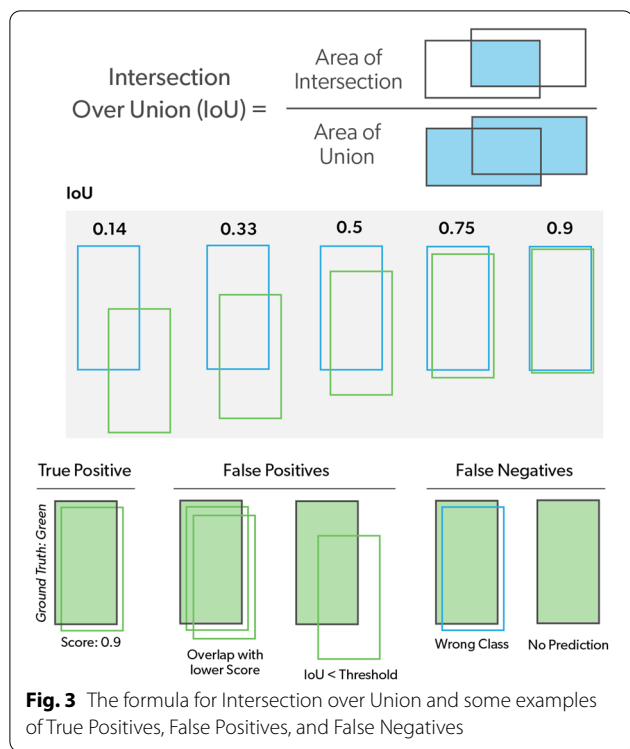 Intersection
Over Union (IoU) =
Area of
Intersection
Area of
Union
IoU
0.14 0.33 0.5 0.75 0.9
True Positive False Positives False Negatives
Ground Truth: Green
Score: 0.9
Overlap with
lower Score
IoU < Threshold
Wrong Class
No Prediction
Fig. 3 The formula for Intersection over Union and some examples
of True Positives, False Positives, and False Negatives